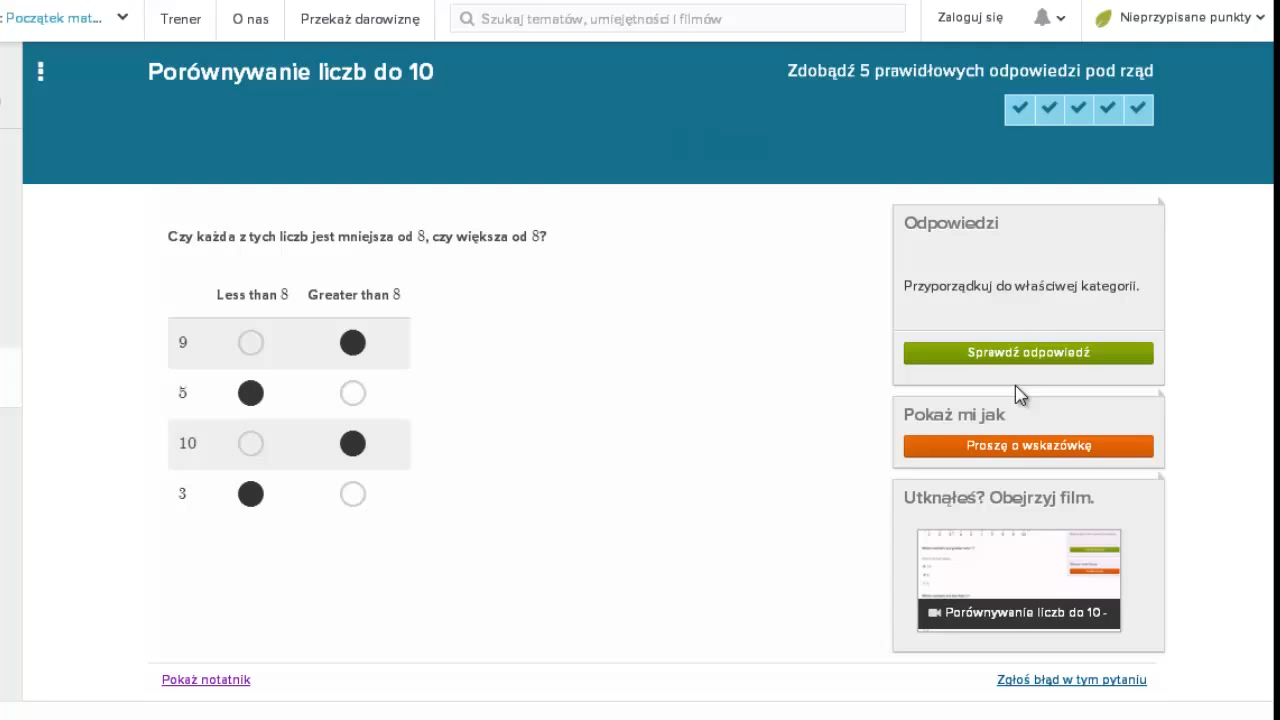 : Początek mat...
Trener
O nas
Przekaż darowiznę
Szukaj tematów, umiejętności i filmów
Zaloguj się
Nieprzypisane punkty
Porównywanie liczb do 10
Zdobądź 5 prawidłowych odpowiedzi pod rząd
Czy każda z tych liczb jest mniejsza od 8, czy większa od 8?
Less than 8 Greater than 8
9
5
10
3
Odpowiedzi
Przyporządkuj do właściwej kategorii.
Sprawdź odpowiedź
Pokaż mi jak
Proszę o wskazówkę
Utknąłeś? Obejrzyj film.
Porównywanie liczb do 10 -
Pokaż notatnik
Zgłoś błąd w tym pytaniu